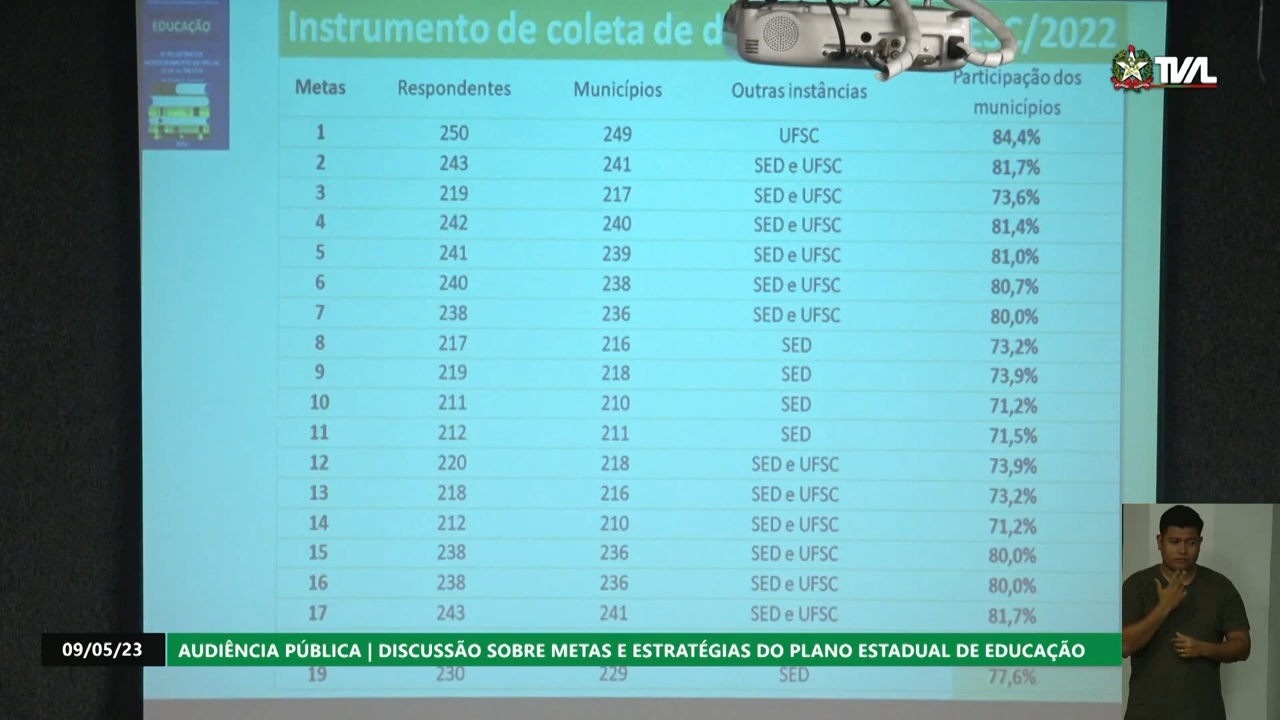 EDUCAÇÃO
Instrumento de coleta de d ESC/2022
TVAL
Metas Respondentes Municípios Outras instâncias Participação dos municípios
1 250 249 UFSC 84,4%
2 243 241 SED e UFSC 81,7%
3 219 217 SED e UFSC 73,6%
4 242 240 SED e UFSC 81,4%
5 241 239 SED e UFSC 81,0%
6 240 238 SED e UFSC 80,7%
7 238 236 SED e UFSC 80,0%
8 217 216 SED 73,2%
9 219 218 SED 73,9%
10 211 210 SED 71,2%
11 212 211 SED 71,5%
12 220 218 SED e UFSC 73,9%
13 218 216 SED e UFSC 73,2%
14 212 210 SED e UFSC 71,2%
15 238 236 SED e UFSC 80,0%
16 238 236 SED e UFSC 80,0%
17 243 241 SED e UFSC 81,7%
09/05/23 AUDIÊNCIA PÚBLICA | DISCUSSÃO SOBRE METAS E ESTRATÉGIAS DO PLANO ESTADUAL DE EDUCAÇÃO
19 230 229 SED 77,6%